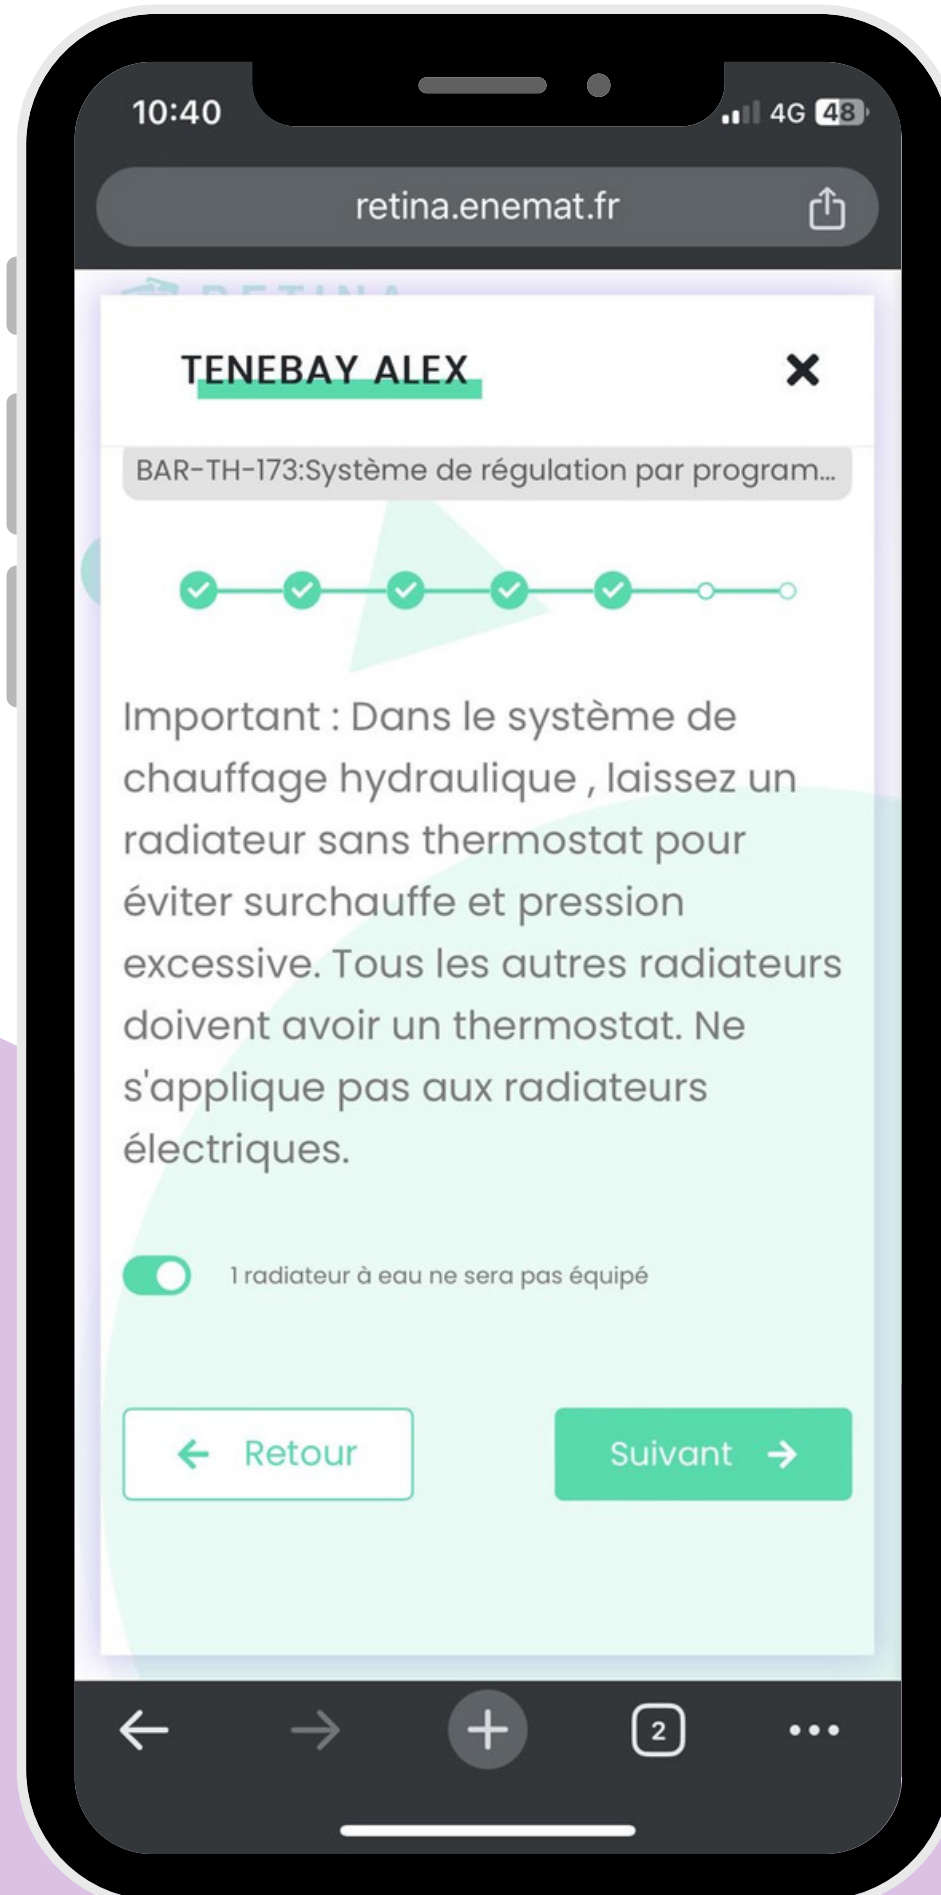 10:40
4G 48
retina.enemat.fr
RETINA
TENEBAY ALEX
BAR-TH-173:Système de régulation par program...
Important : Dans le système de
chauffage hydraulique , laissez un
radiateur sans thermostat pour
éviter surchauffe et pression
excessive. Tous les autres radiateurs
doivent avoir un thermostat. Ne
s'applique pas aux radiateurs
électriques.
1 radiateur à eau ne sera pas équipé
Retour
Suivant
2